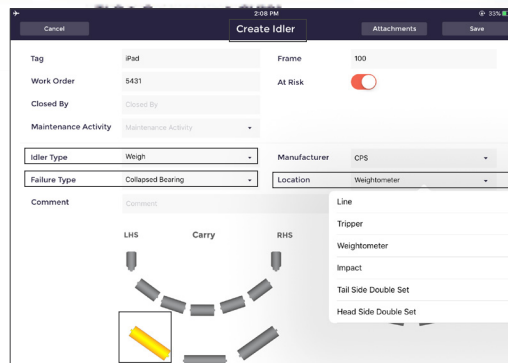 2:08 PM 33%
Cancel Create Idler Attachments Save
Tag iPad Frame 100
Work Order 5431 At Risk
Closed By Closed By
Maintenance Activity Maintenance Activity
Idler Type Weigh Manufacturer CPS
Failure Type Collapsed Bearing Location Weightometer
Comment Comment
Line
LHS Carry RHS
Tripper
Weightometer
Impact
Tail Side Double Set
Head Side Double Set